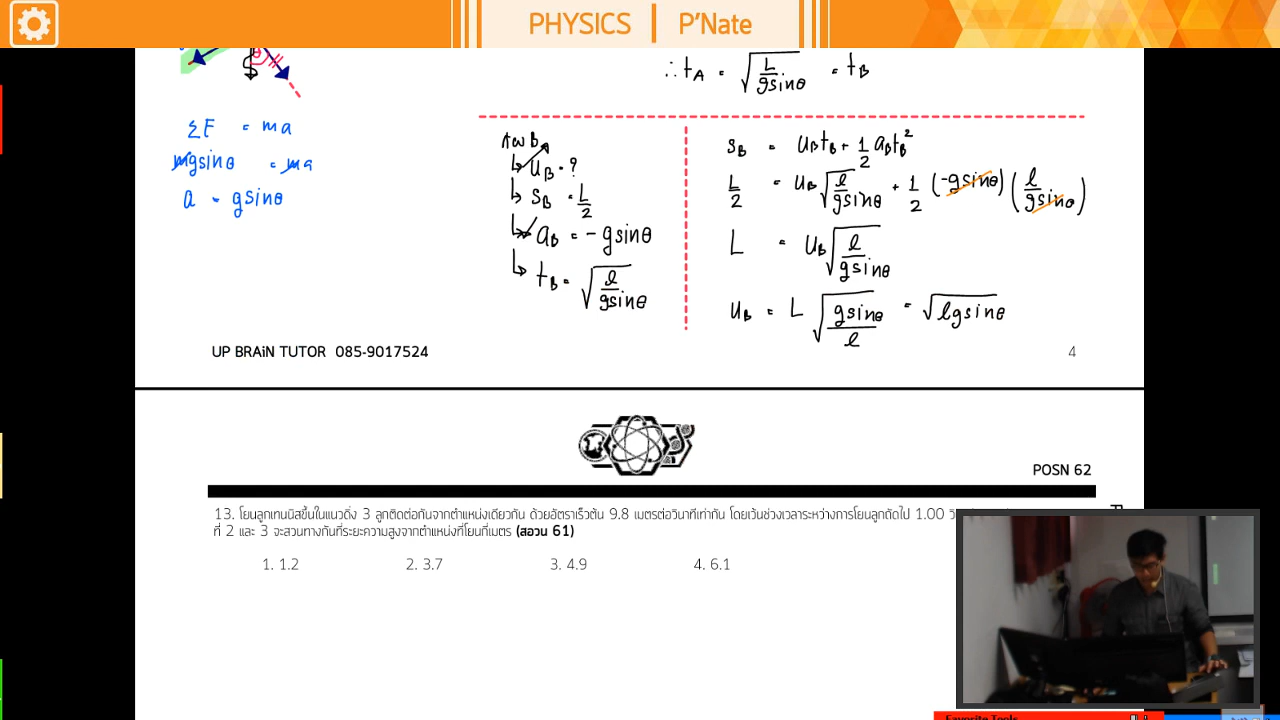 PHYSICS | P'Nate
∴ tA = √(L/gsinθ) = tB
ΣF = ma
mgsinθ = ma
a = gsinθ
รถ B
uB = ?
sB = L/2
aB = - gsinθ
tB = √(l/gsinθ)
sB = uBtB + 1/2 aBtB²
L/2 = uB √(l/gsinθ) + 1/2 (-gsinθ) (l/gsinθ)
L = uB √(l/gsinθ)
uB = L √(gsinθ/l) = √(lgsinθ)
UP BRAiN TUTOR 085-9017524
4
POSN 62
13. โยนลูกเทนนิสขึ้นในแนวดิ่ง 3 ลูกติดต่อกันจากตำแหน่งเดียวกัน ด้วยอัตราเร็วต้น 9.8 เมตรต่อวินาทีเท่ากัน โดยเว้นช่วงเวลาระหว่างการโยนลูกถัดไป 1.00
ที่ 2 และ 3 จะสวนทางกันที่ระยะความสูงจากตำแหน่งที่โยนกี่เมตร (สอวน 61)
1. 1.2 2. 3.7 3. 4.9 4. 6.1
Favorite Tools